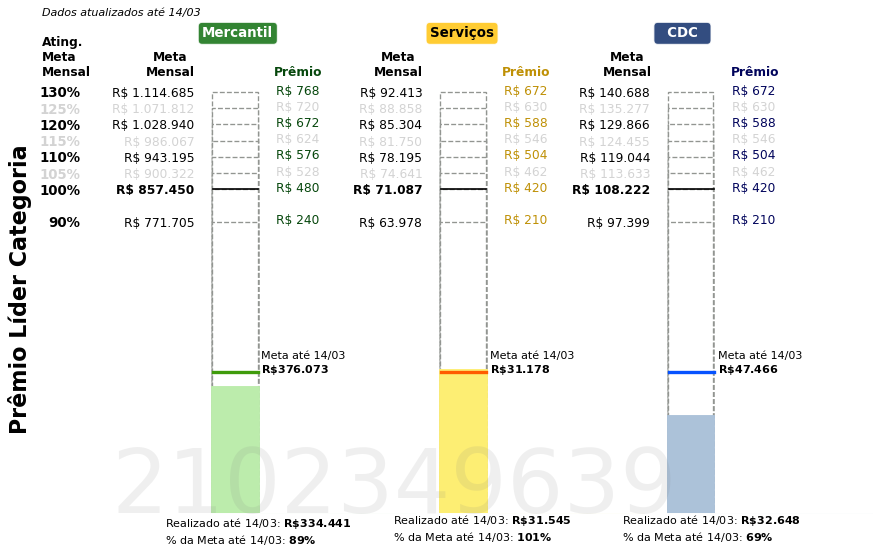 Dados atualizados até 14/03
Mercantil
Serviços
CDC
Ating. Meta Mensal
Meta Mensal
Prêmio
Meta Mensal
Prêmio
Meta Mensal
Prêmio
130% R$ 1.114.685 R$ 768 R$ 92.413 R$ 672 R$ 140.688 R$ 672
125% R$ 1.071.812 R$ 720 R$ 88.858 R$ 630 R$ 135.277 R$ 630
120% R$ 1.028.940 R$ 672 R$ 85.304 R$ 588 R$ 129.866 R$ 588
115% R$ 986.067 R$ 624 R$ 81.750 R$ 546 R$ 124.455 R$ 546
110% R$ 943.195 R$ 576 R$ 78.195 R$ 504 R$ 119.044 R$ 504
105% R$ 900.322 R$ 528 R$ 74.641 R$ 462 R$ 113.633 R$ 462
100% R$ 857.450 R$ 480 R$ 71.087 R$ 420 R$ 108.222 R$ 420
90% R$ 771.705 R$ 240 R$ 63.978 R$ 210 R$ 97.399 R$ 210
Prêmio Líder Categoria
Meta até 14/03
R$376.073
Meta até 14/03
R$31.178
Meta até 14/03
R$47.466
2102349639
Realizado até 14/03: R$334.441
% da Meta até 14/03: 89%
Realizado até 14/03: R$31.545
% da Meta até 14/03: 101%
Realizado até 14/03: R$32.648
% da Meta até 14/03: 69%